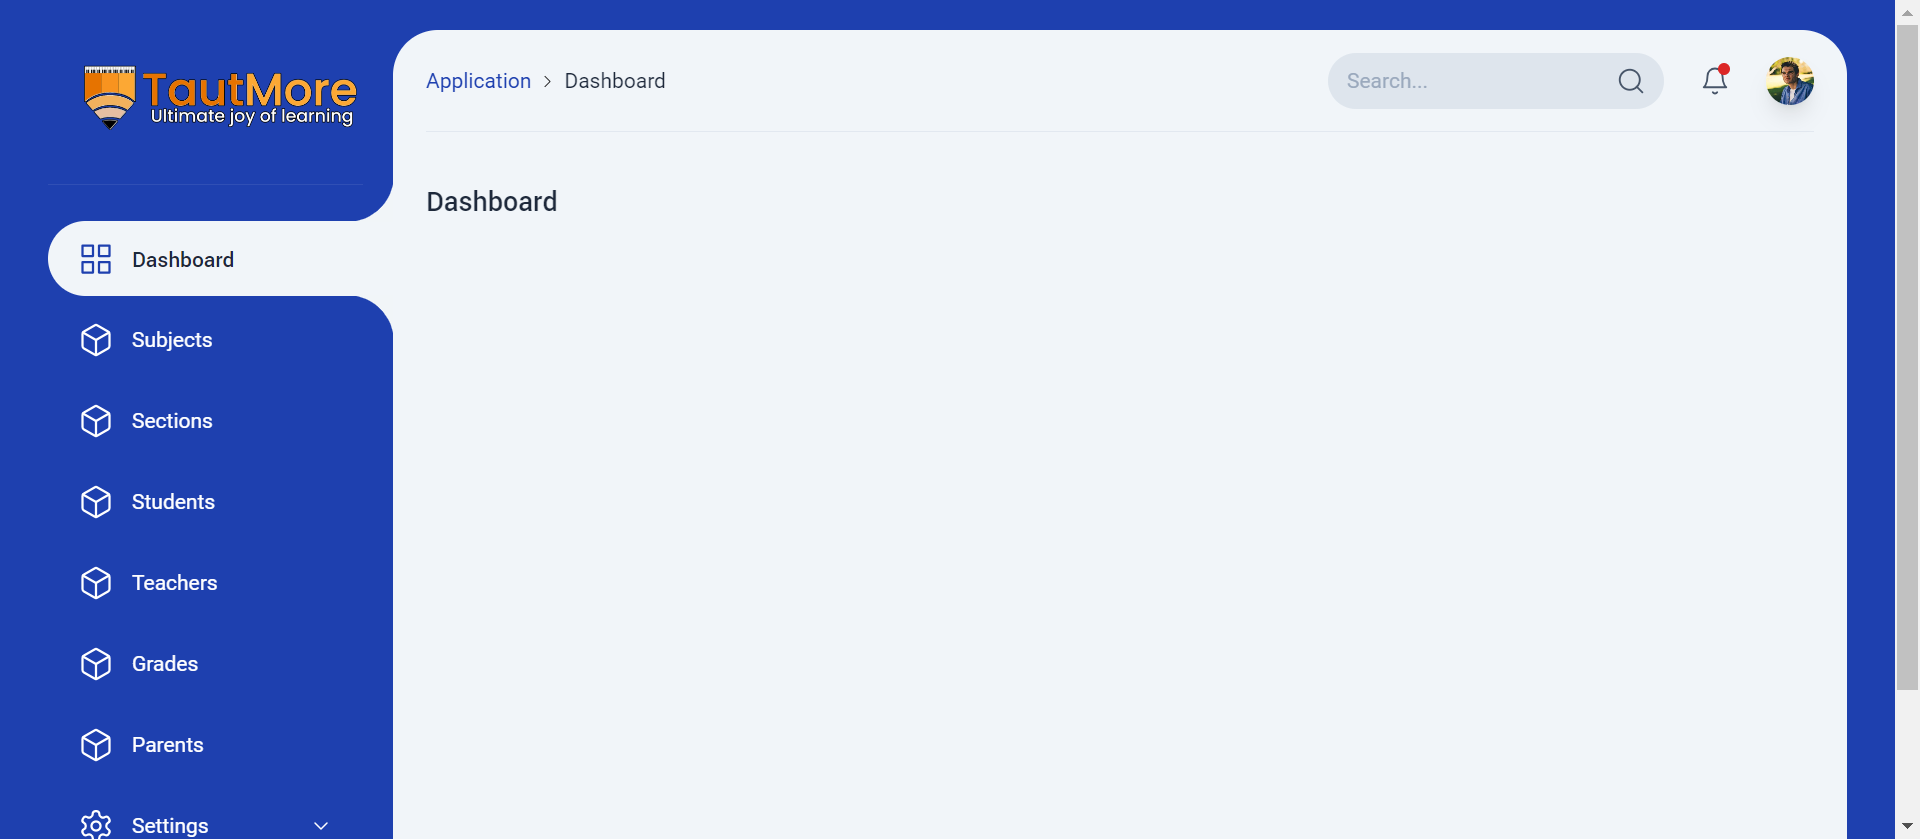 TautMore
Ultimate joy of learning
Application > Dashboard
Search...
Dashboard
Dashboard
Subjects
Sections
Students
Teachers
Grades
Parents
Settings